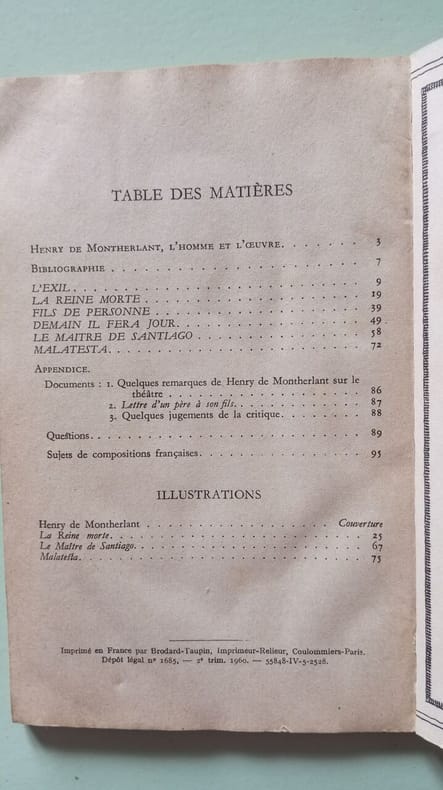 TABLE DES MATIÈRES
Henry de Montherlant, l'homme et l'œuvre. . . . . . . 3
Bibliographie . . . . . . . . . . . . . . . . . . . 7
L'EXIL. . . . . . . . . . . . . . . . . . . . . . 9
LA REINE MORTE . . . . . . . . . . . . . . . . . 19
FILS DE PERSONNE . . . . . . . . . . . . . . . . 39
DEMAIN IL FERA JOUR. . . . . . . . . . . . . . . 49
LE MAITRE DE SANTIAGO . . . . . . . . . . . . . 58
MALATESTA. . . . . . . . . . . . . . . . . . . . 72
Appendice.
Documents : 1. Quelques remarques de Henry de Montherlant sur le
théâtre . . . . . . . . . . . . . . . . 86
2. Lettre d'un père à son fils. . . . . . . . . . . 87
3. Quelques jugements de la critique. . . . . . . . 88
Questions. . . . . . . . . . . . . . . . . . . . . 89
Sujets de compositions françaises. . . . . . . . . . . 95
ILLUSTRATIONS
Henry de Montherlant . . . . . . . . . . . . . . Couverture
La Reine morte. . . . . . . . . . . . . . . . . . . 25
Le Maître de Santiago. . . . . . . . . . . . . . . . 67
Malatesta. . . . . . . . . . . . . . . . . . . . . 75
Imprimé en France par Brodard-Taupin, Imprimeur-Relieur, Coulommiers-Paris.
Dépôt légal nº 2685, — 2e trim. 1960. — 55848-IV-5-2528.